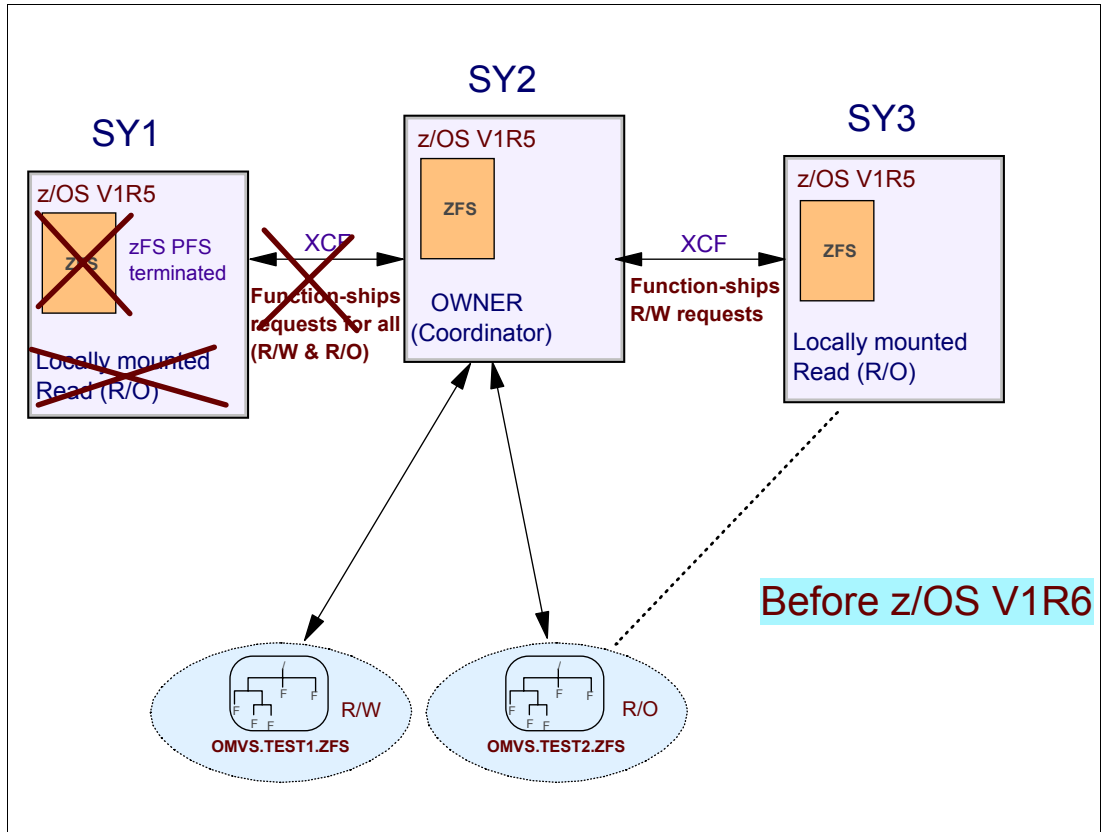 SY1
SY2
SY3
z/OS V1R5
ZFS
zFS PFS
terminated
Locally mounted
Read (R/O)
XCF
Function-ships
requests for all
(R/W & R/O)
z/OS V1R5
ZFS
OWNER
(Coordinator)
XCF
Function-ships
R/W requests
z/OS V1R5
ZFS
Locally mounted
Read (R/O)
Before z/OS V1R6
/
F
F
F
F
F
R/W
OMVS.TEST1.ZFS
/
F
F
F
F
F
R/O
OMVS.TEST2.ZFS